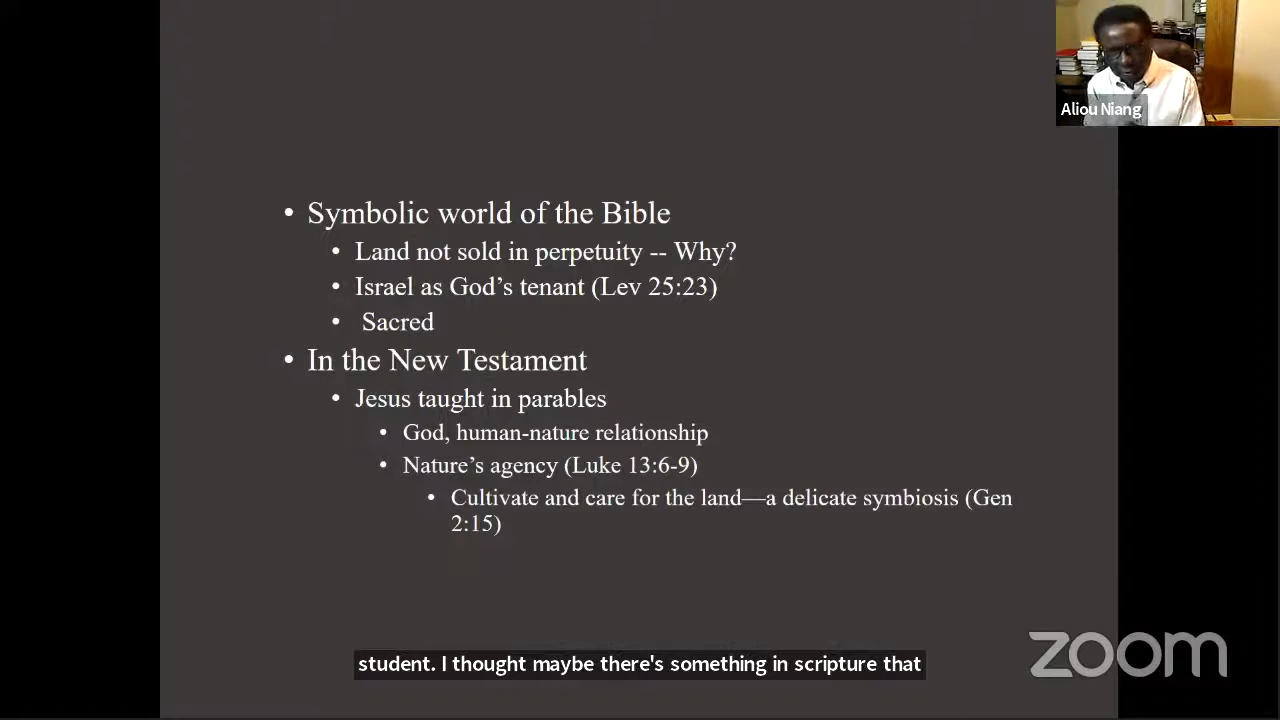 Aliou Niang
• Symbolic world of the Bible
• Land not sold in perpetuity -- Why?
• Israel as God’s tenant (Lev 25:23)
• Sacred
• In the New Testament
• Jesus taught in parables
• God, human-nature relationship
• Nature’s agency (Luke 13:6-9)
• Cultivate and care for the land—a delicate symbiosis (Gen
2:15)
student. I thought maybe there's something in scripture that
zoom